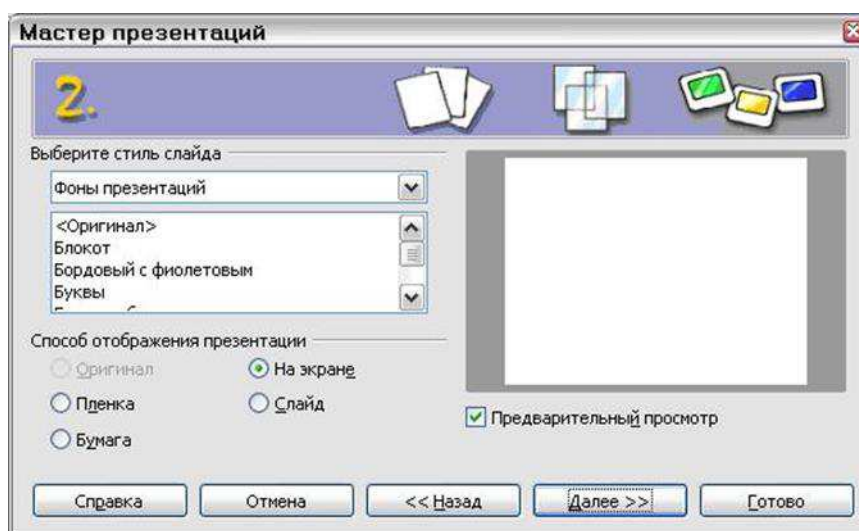 Мастер презентаций
2.
Выберите стиль слайда
Фоны презентаций
<Оригинал>
Блокот
Бордовый с фиолетовым
Буквы
Способ отображения презентации
Оригинал
На экране
Пленка
Слайд
Бумага
Предварительный просмотр
Справка
Отмена
<< Назад
Далее >>
Готово